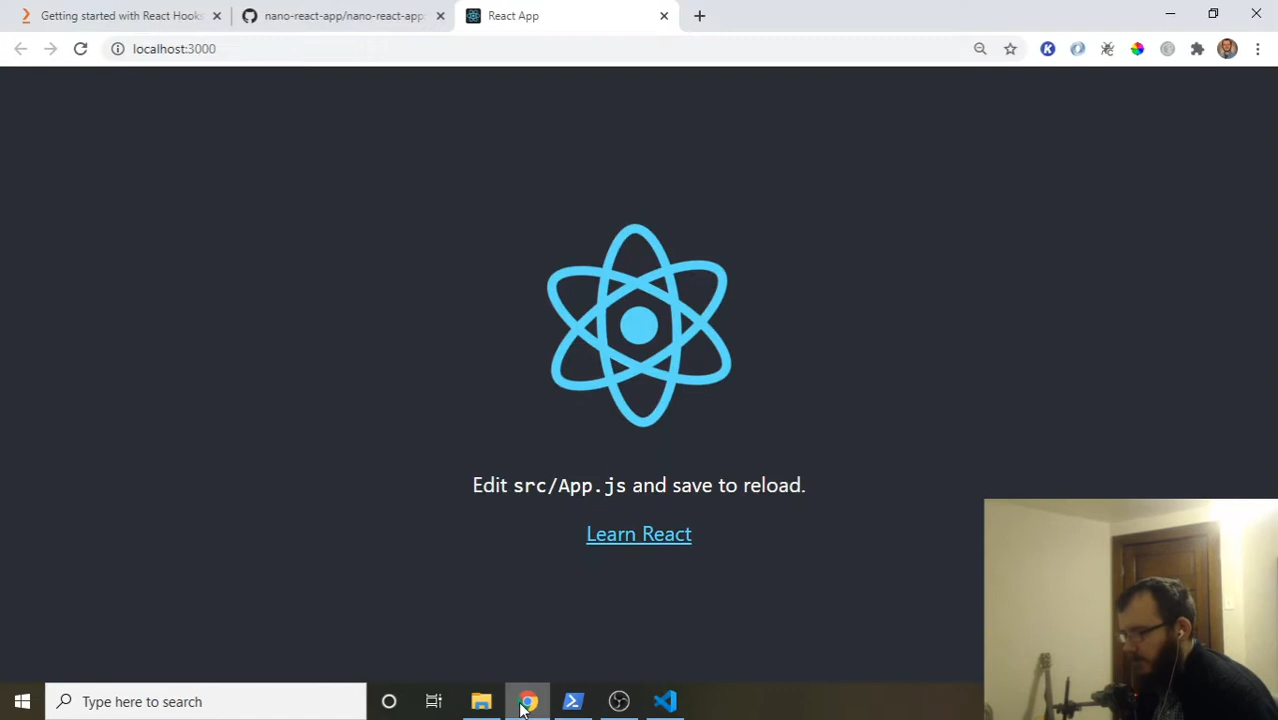 Getting started with React Hooks
nano-react-app/nano-react-app:
React App
localhost:3000
Edit src/App.js and save to reload.
Learn React
Type here to search